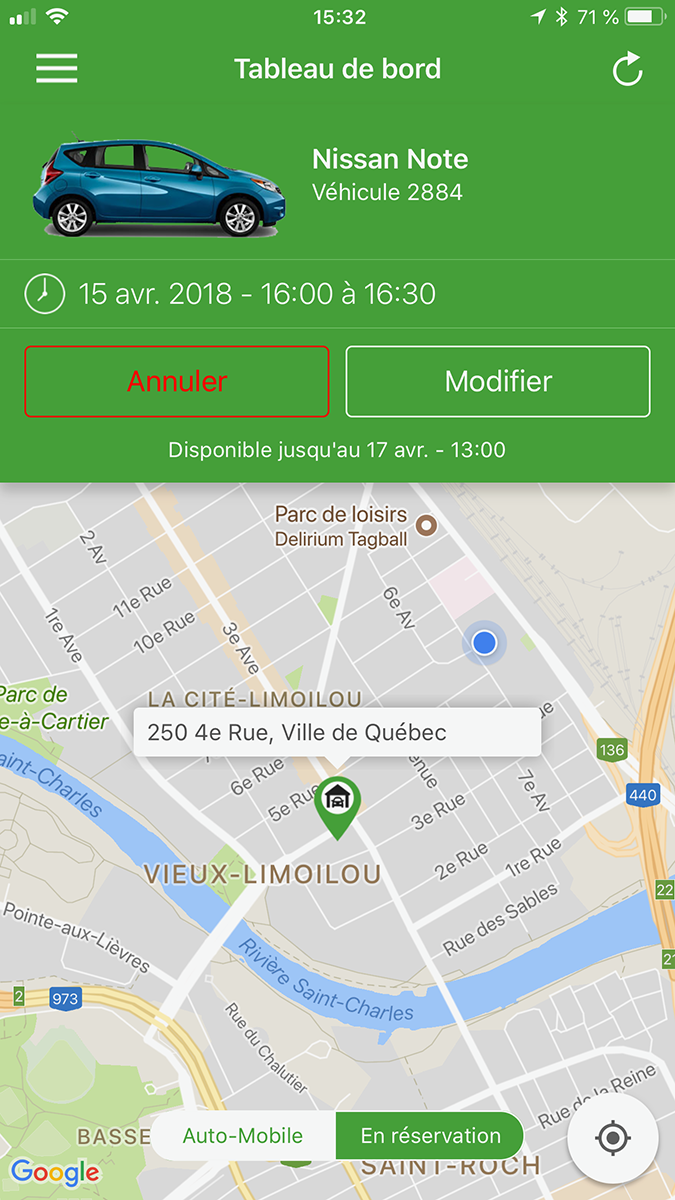 15:32
71 %
Tableau de bord
Nissan Note
Véhicule 2884
15 avr. 2018 - 16:00 à 16:30
Annuler
Modifier
Disponible jusqu'au 17 avr. - 13:00
Parc de loisirs
Delirium Tagball
2 Av
11e Rue
10e Rue
1re Ave
3e Ave
6e Av
Parc de
e-à-Cartier
LA CITÉ-LIMOILOU
250 4e Rue, Ville de Québec
136
440
aint-Charles
6e Rue
5e Rue
enue
7e Av
3e Rue
2e Rue
1re Rue
VIEUX-LIMOILOU
22
Rue des Sables
Pointe-aux-Lièvres
Rivière Saint-Charles
21
2
973
Rue du Chalutier
Rue de la Reine
BASSE
Auto-Mobile
En réservation
SAINT-ROCH
Google